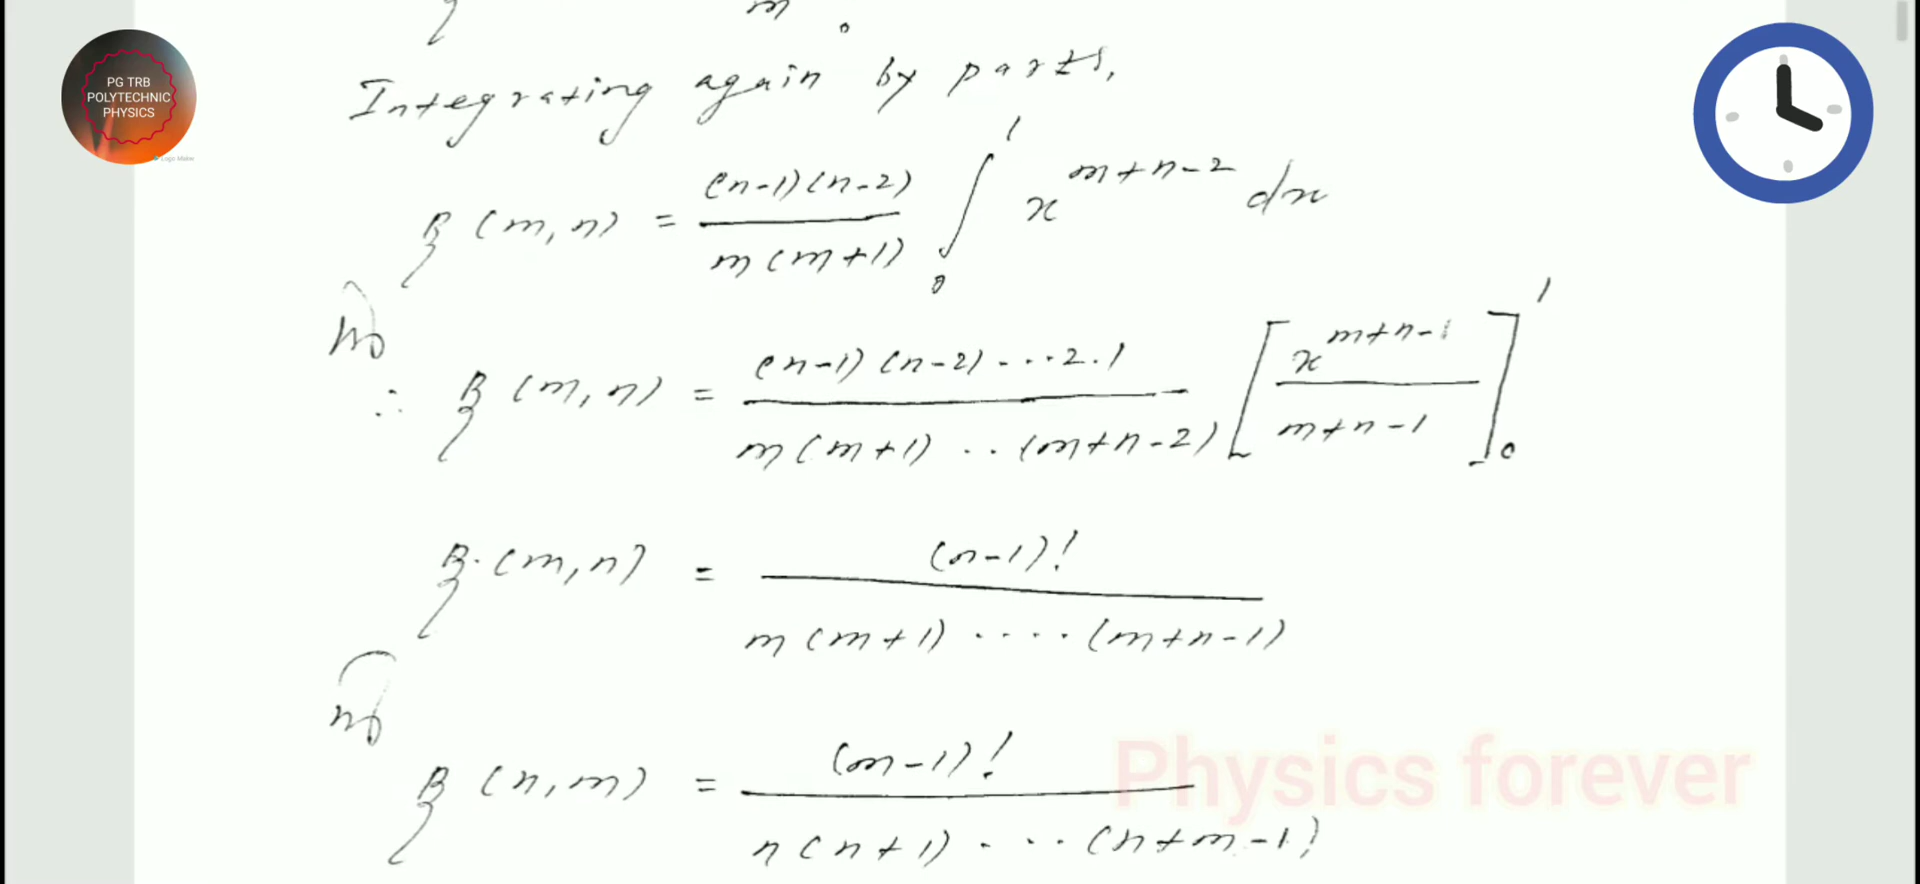 PG TRB
POLYTECHNIC
PHYSICS
m
Integrating again by parts,
β (m, n) = (n-1)(n-2) / m(m+1) ∫₀¹ x^(m+n-2) dx
∴ β (m, n) = (n-1)(n-2)...2.1 / m(m+1)..(m+n-2) [x^(m+n-1) / m+n-1]₀¹
β.(m, n) = (n-1)! / m(m+1)....(m+n-1)
β (n, m) = (m-1)! / n(n+1)...(n+m-1)
Physics forever